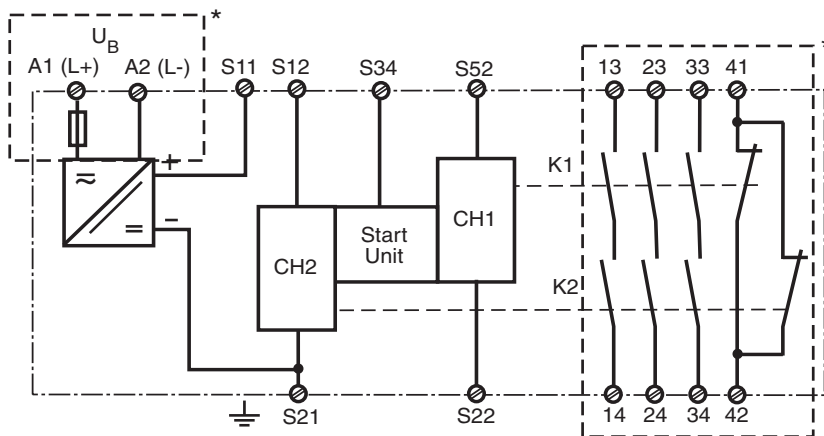 U_B *
A1 (L+) A2 (L-) S11 S12 S34 S52 13 23 33 41 *
+
K1
-
CH1
Start
Unit
CH2
K2
S21 S22 14 24 34 42